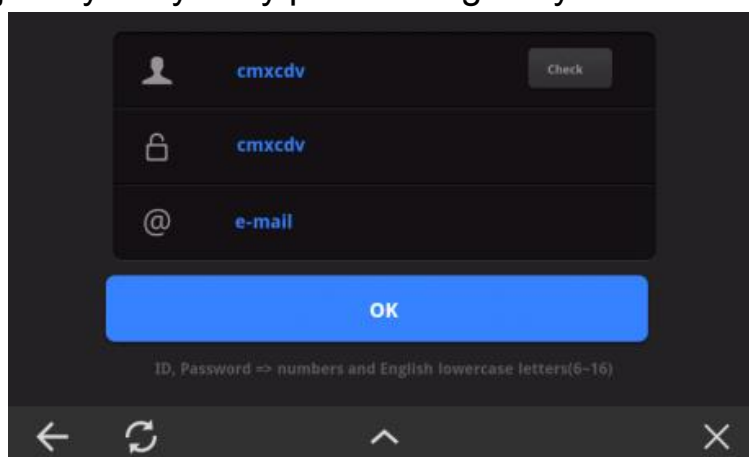 cmxcdv
Check
cmxcdv
@ e-mail
OK
ID, Password => numbers and English lowercase letters(6~16)